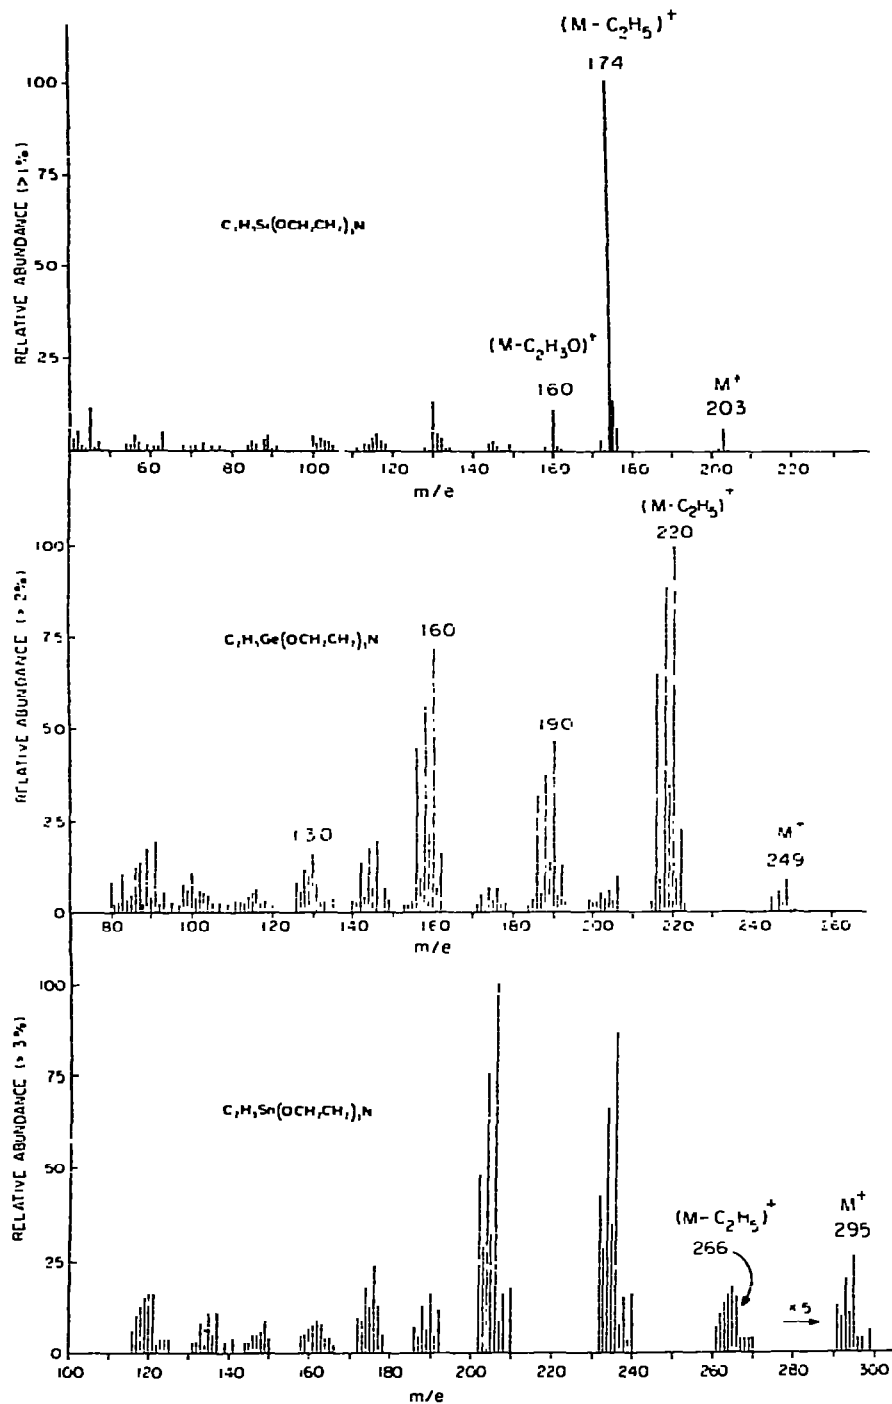 (M-C2H5)+
174
100
75
50
25
RELATIVE ABUNDANCE (>1%)
C2H5Si(OCH2CH2)3N
(M-C2H3O)+
160
M+
203
60 80 100 120 140 160 180 200 220
m/e
(M-C2H5)+
220
100
75
50
25
0
RELATIVE ABUNDANCE (>2%)
C2H5Ge(OCH2CH2)3N
160
190
130
M+
249
80 100 120 140 160 180 200 220 240 260
m/e
100
75
50
25
0
RELATIVE ABUNDANCE (>3%)
C2H5Sn(OCH2CH2)3N
(M-C2H5)+
266
M+
295
×5
100 120 140 160 180 200 220 240 260 280 300
m/e